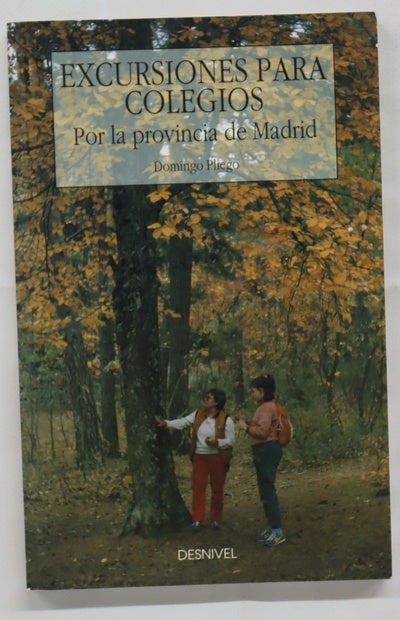 EXCURSIONES PARA
COLEGIOS
Por la provincia de Madrid
Domingo Pliego
DESNIVEL